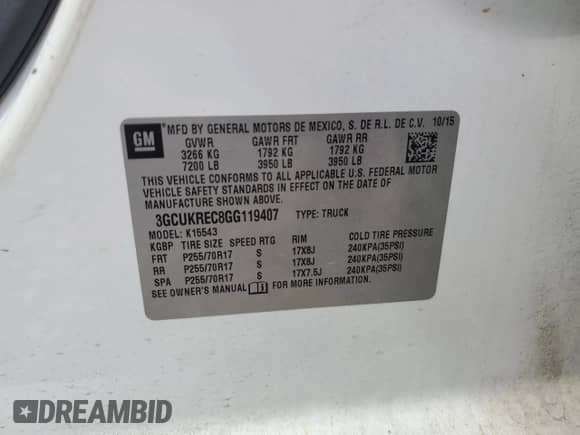 GM *MFD BY GENERAL MOTORS DE MEXICO, S. DE R.L. DE C.V. 10/15
GVWR GAWR FRT GAWR RR
3266 KG 1792 KG 1792 KG
7200 LB 3950 LB 3950 LB
THIS VEHICLE CONFORMS TO ALL APPLICABLE U.S. FEDERAL MOTOR
VEHICLE SAFETY STANDARDS IN EFFECT ON THE DATE OF
MANUFACTURE SHOWN ABOVE.
3GCUKREC8GG119407 TYPE: TRUCK
MODEL: K15543
KGBP TIRE SIZE SPEED RTG RIM COLD TIRE PRESSURE
FRT P255/70R17 S 17X8J 240KPA(35PSI)
RR P255/70R17 S 17X8J 240KPA(35PSI)
SPA P255/70R17 S 17X7.5J 240KPA(35PSI)
SEE OWNER'S MANUAL FOR MORE INFORMATION.
DREAMBID